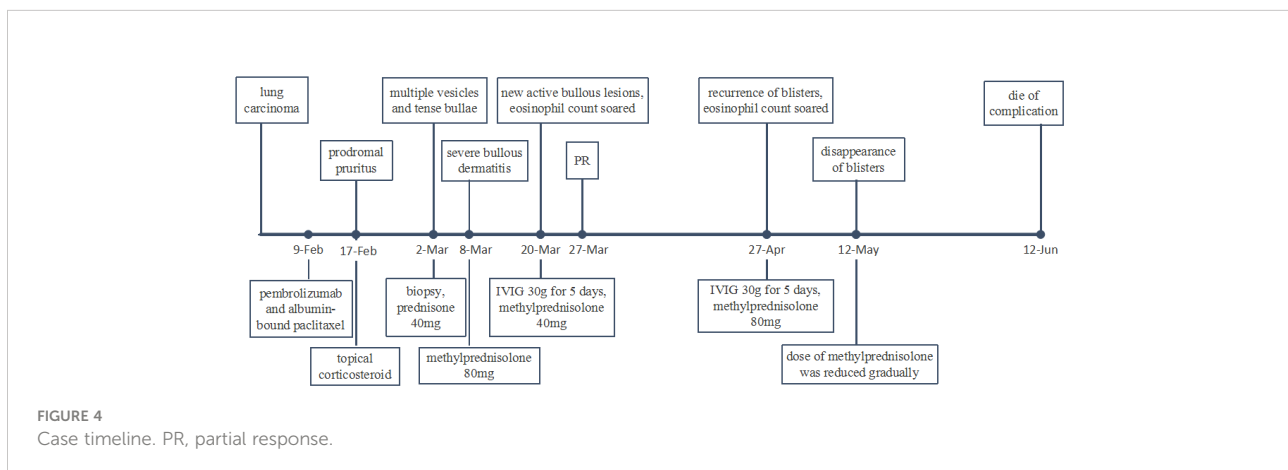 lung
carcinoma
prodromal
pruritus
multiple vesicles
and tense bullae
severe bullous
dermatitis
new active bullous lesions,
eosinophil count soared
PR
recurrence of blisters,
eosinophil count soared
disappearance
of blisters
die of
complication
9-Feb
17-Feb
2-Mar
8-Mar
20-Mar
27-Mar
27-Apr
12-May
12-Jun
pembrolizumab
and albumin-
bound paclitaxel
topical
corticosteroid
biopsy,
prednisone
40mg
methylprednisolone
80mg
IVIG 30g for 5 days,
methylprednisolone
40mg
IVIG 30g for 5 days,
methylprednisolone
80mg
dose of methylprednisolone
was reduced gradually
FIGURE 4
Case timeline. PR, partial response.